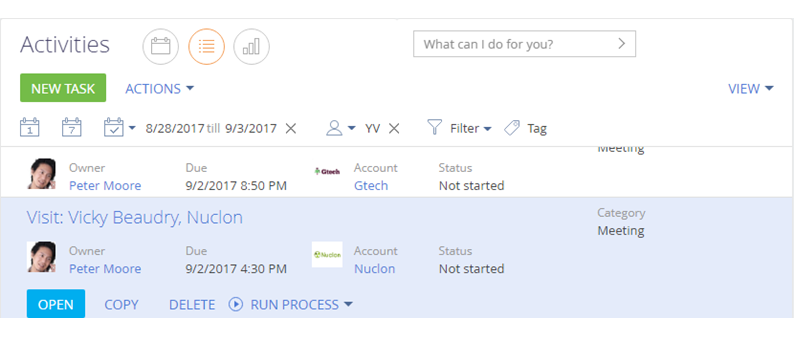 Activities
What can I do for you?
NEW TASK ACTIONS VIEW
1 7 8/28/2017 till 9/3/2017 YV Filter Tag
Meeting
Owner Due Gtech Account Status
Peter Moore 9/2/2017 8:50 PM Gtech Not started
Visit: Vicky Beaudry, Nuclon Category
Meeting
Owner Due Nuclon Account Status
Peter Moore 9/2/2017 4:30 PM Nuclon Not started
OPEN COPY DELETE RUN PROCESS